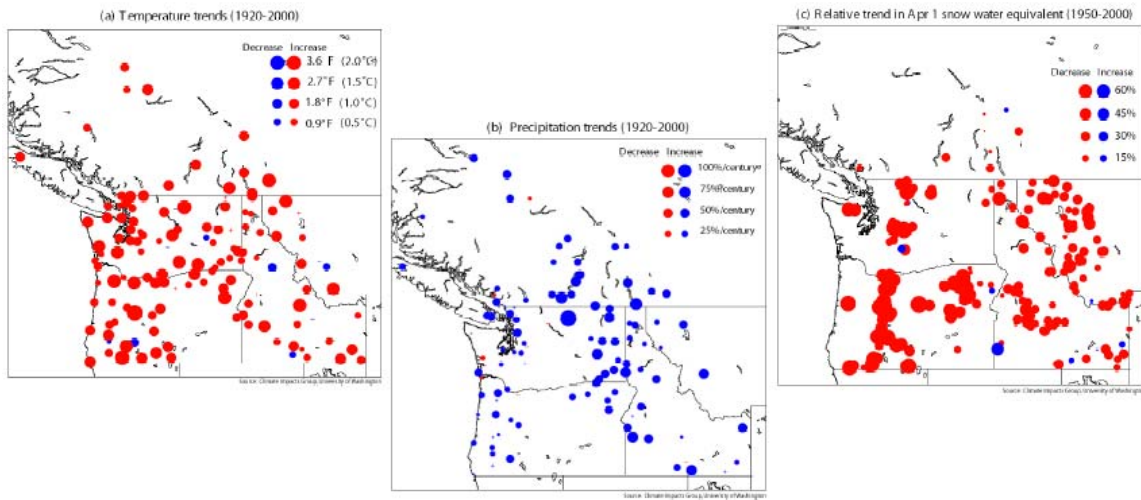 (a) Temperature trends (1920-2000)
Decrease Increase
3.6°F (2.0°C)
2.7°F (1.5°C)
1.8°F (1.0°C)
0.9°F (0.5°C)
Source: Climate Impacts Group, University of Washington
(b) Precipitation trends (1920-2000)
Decrease Increase
100%/century
75%/century
50%/century
25%/century
Source: Climate Impacts Group, University of Washington
(c) Relative trend in Apr 1 snow water equivalent (1950-2000)
Decrease Increase
60%
45%
30%
15%
Source: Climate Impacts Group, University of Washington